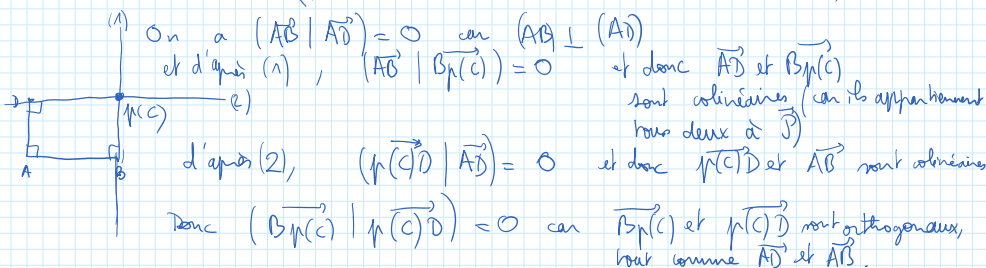 (1)
On a (AB|AD) = 0 car (AB) ⊥ (AD)
et d'après (1), (AB | Bp(C)) = 0 et donc AD et Bp(C)
sont colinéaires (car ils appartiennent
tous deux à P)
D p(C) (2)
A B
d'après (2), (p(C)D | AD) = 0 et donc p(C)D et AB sont colinéaires
Donc (Bp(C) | p(C)D) = 0 car Bp(C) et p(C)D sont orthogonaux,
tout comme AD et AB.